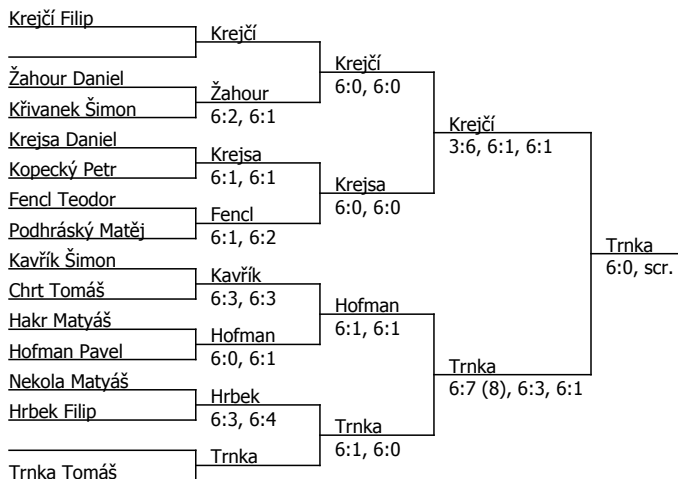 Krejčí Filip
Žahour Daniel
Křivanek Šimon
Krejsa Daniel
Kopecký Petr
Fencl Teodor
Podhráský Matěj
Kavřík Šimon
Chrt Tomáš
Hakr Matyáš
Hofman Pavel
Nekola Matyáš
Hrbek Filip
Trnka Tomáš
Krejčí
Žahour
6:2, 6:1
Krejsa
6:1, 6:1
Fencl
6:1, 6:2
Kavřík
6:3, 6:3
Hofman
6:0, 6:1
Hrbek
6:3, 6:4
Trnka
Krejčí
6:0, 6:0
Krejsa
6:0, 6:0
Hofman
6:1, 6:1
Trnka
6:1, 6:0
Krejčí
3:6, 6:1, 6:1
Trnka
6:7 (8), 6:3, 6:1
Trnka
6:0, scr.